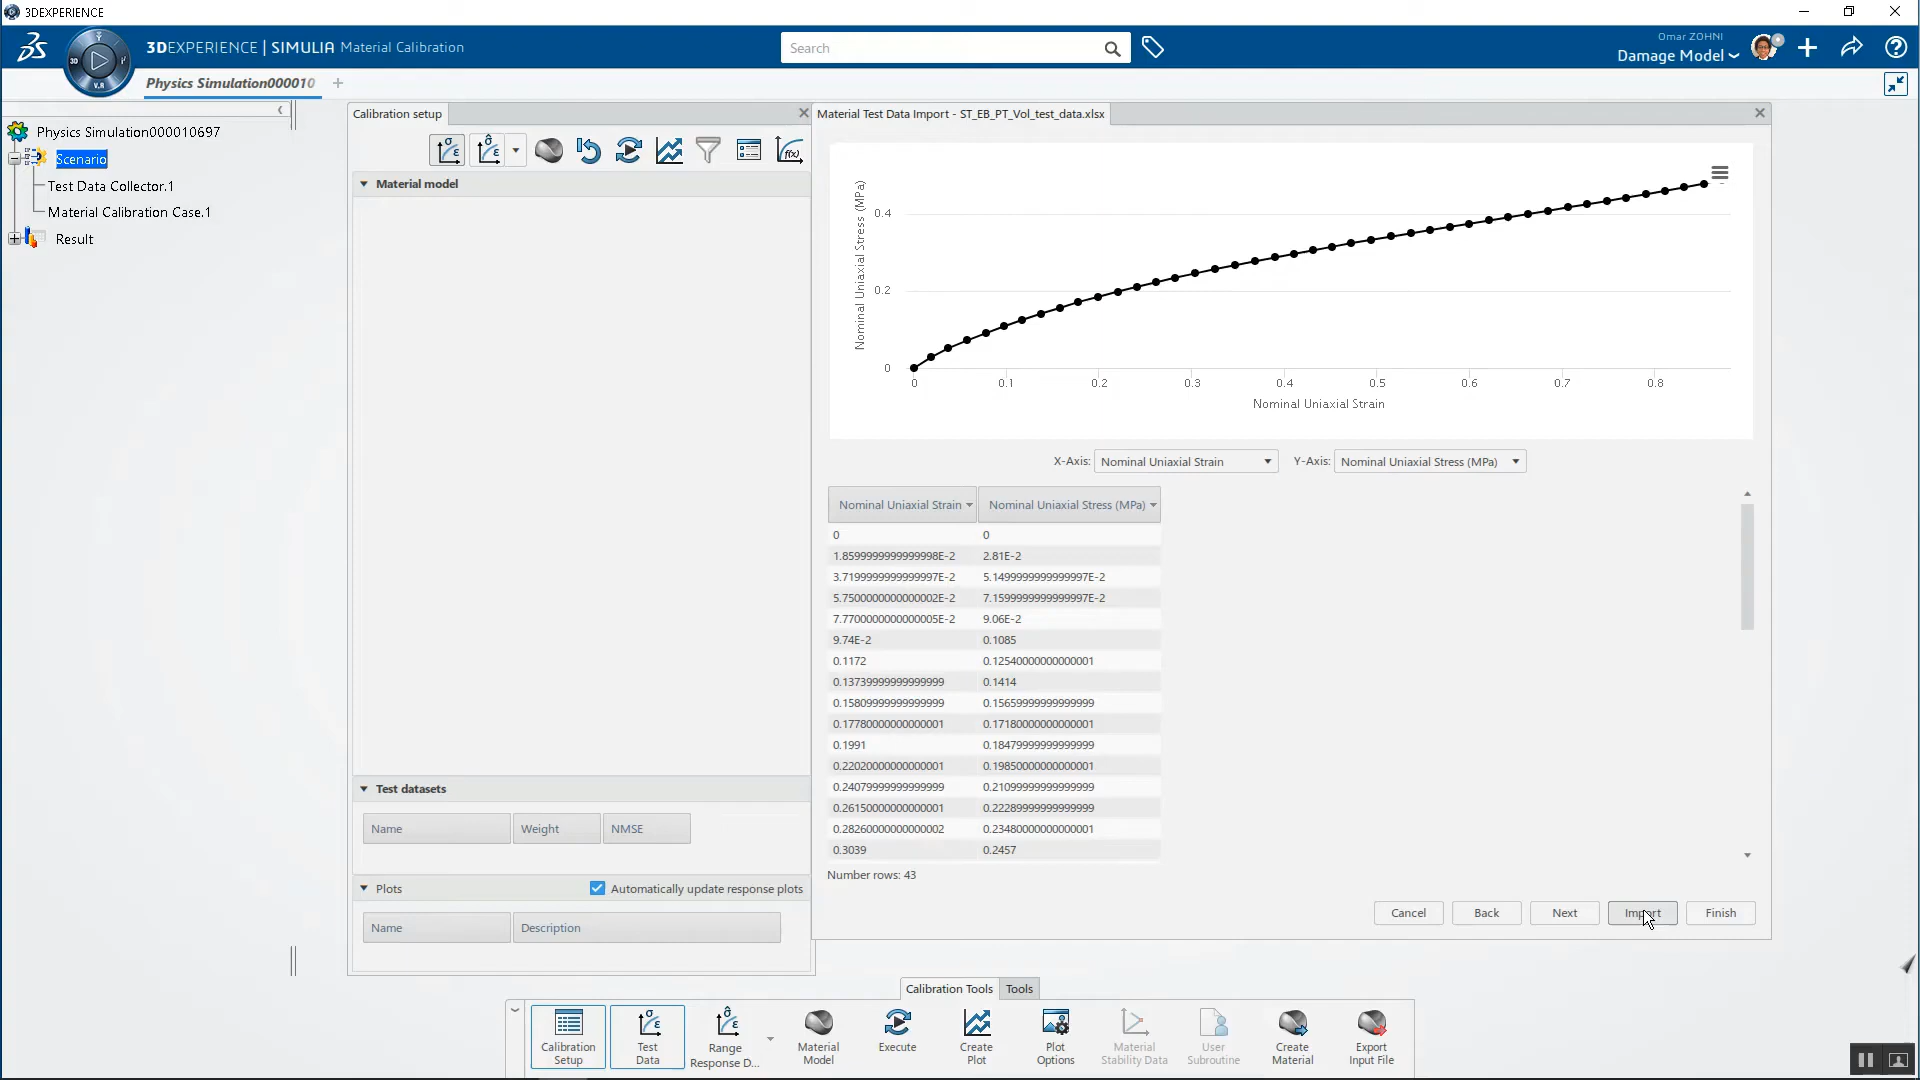 3DEXPERIENCE
3DEXPERIENCE | SIMULIA Material Calibration
Search
Omar ZOHNI
Damage Model
3D
V.R
Physics Simulation000010
Physics Simulation000010697
Scenario
Test Data Collector.1
Material Calibration Case.1
Result
Calibration setup
Material model
Test datasets
Name Weight NMSE
Plots
Automatically update response plots
Name Description
Material Test Data Import - ST_EB_PT_Vol_test_data.xlsx
Nominal Uniaxial Stress (MPa)
0.4
0.2
0
0 0.1 0.2 0.3 0.4 0.5 0.6 0.7 0.8
Nominal Uniaxial Strain
X-Axis: Nominal Uniaxial Strain Y-Axis: Nominal Uniaxial Stress (MPa)
Nominal Uniaxial Strain Nominal Uniaxial Stress (MPa)
0 0
1.8599999999999998E-2 2.81E-2
3.7199999999999997E-2 5.1499999999999997E-2
5.7500000000000002E-2 7.1599999999999997E-2
7.7700000000000005E-2 9.06E-2
9.74E-2 0.1085
0.1172 0.12540000000000001
0.13739999999999999 0.1414
0.15809999999999999 0.15659999999999999
0.17780000000000001 0.17180000000000001
0.1991 0.18479999999999999
0.22020000000000001 0.19850000000000001
0.24079999999999999 0.21099999999999999
0.26150000000000001 0.22289999999999999
0.28260000000000002 0.23480000000000001
0.3039 0.2457
Number rows: 43
Cancel Back Next Import Finish
Calibration Tools Tools
Calibration Setup
Test Data
Range Response D...
Material Model
Execute
Create Plot
Plot Options
Material Stability Data
User Subroutine
Create Material
Export Input File